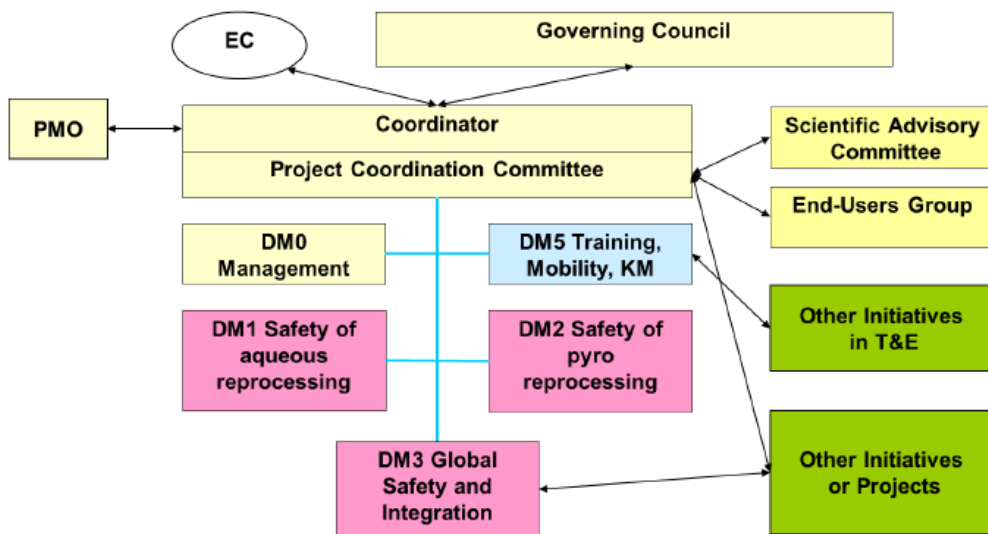 EC
Governing Council
PMO
Coordinator
Project Coordination Committee
Scientific Advisory
Committee
End-Users Group
DM0
Management
DM5 Training,
Mobility, KM
Other Initiatives
in T&E
DM1 Safety of
aqueous
reprocessing
DM2 Safety of
pyro
reprocessing
DM3 Global
Safety and
Integration
Other Initiatives
or Projects